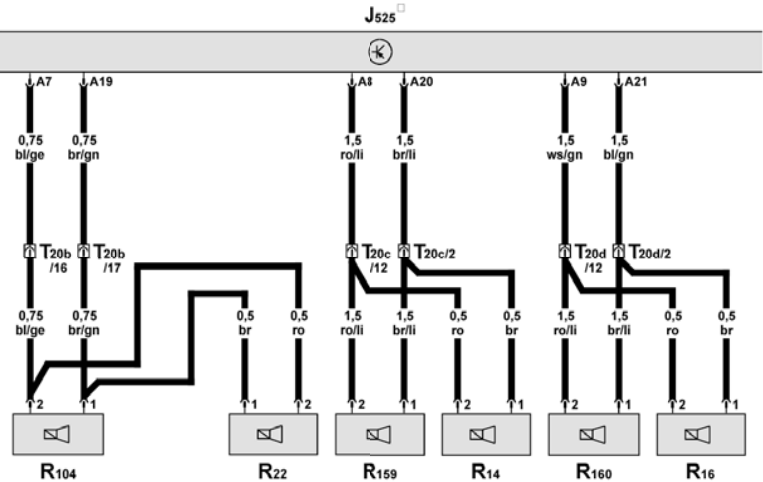 J525
A7 A19 A8 A20 A9 A21
0,75 0,75 1,5 1,5 1,5 1,5
bl/ge br/gn ro/li br/li ws/gn bl/gn
T20b T20b T20c T20c/2 T20d T20d/2
/16 /17 /12 /12
0,75 0,75 0,5 0,5 1,5 1,5 0,5 0,5 1,5 1,5 0,5 0,5
bl/ge br/gn br ro ro/li br/li ro br ro/li br/li ro br
2 1 1 2 2 1 2 1 2 1 2 1
R104 R22 R159 R14 R160 R16